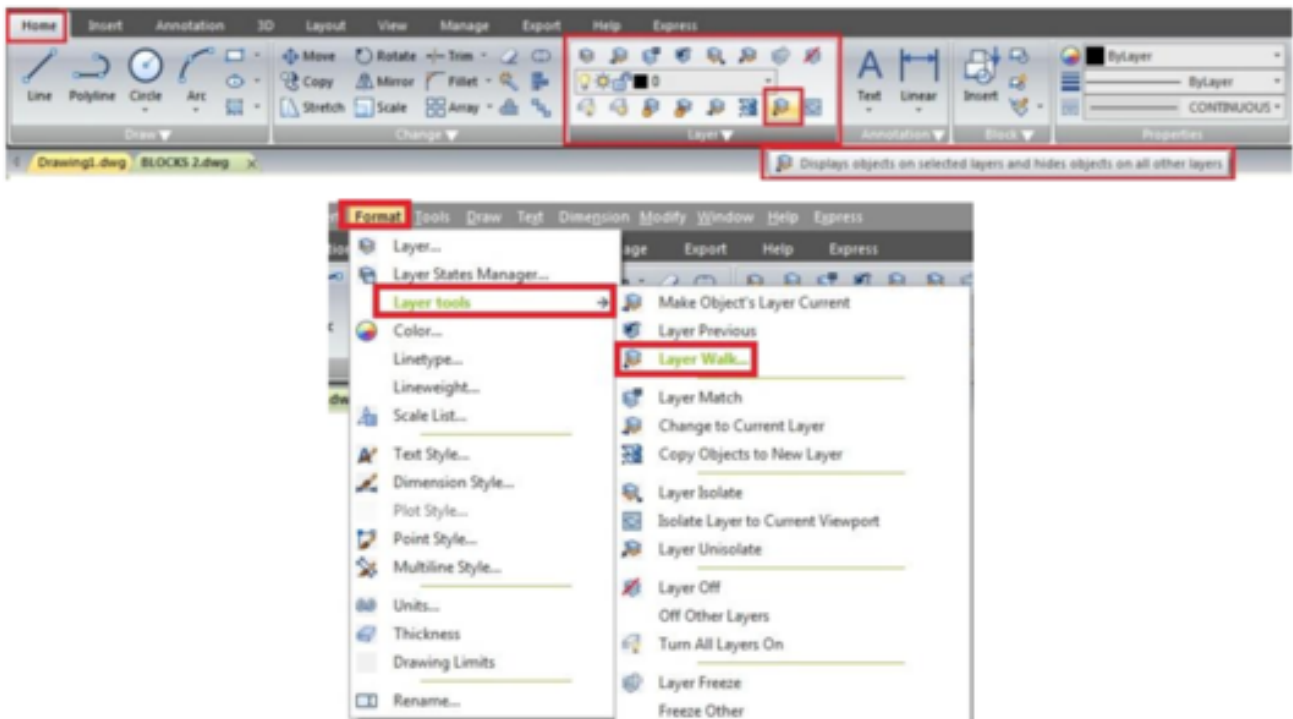 Home Insert Annotation 3D Layout View Manage Export Help Express
Line Polyline Circle Arc
Move Rotate Trim
Copy Mirror Fillet
Stretch Scale Array
Draw Change
0
Layer
Text Linear
Annotation
Insert
Block
ByLayer
ByLayer
CONTINUOUS
Properties
Drawing1.dwg BLOCKS 2.dwg x
Displays objects on selected layers and hides objects on all other layers
Format Tools Draw Text Dimension Modify Window Help Express
age Export Help Express
Layer...
Layer States Manager...
Layer tools
Color...
Linetype...
Lineweight...
Scale List...
Text Style...
Dimension Style...
Plot Style...
Point Style...
Multiline Style...
Units...
Thickness
Drawing Limits
Rename...
Make Object's Layer Current
Layer Previous
Layer Walk...
Layer Match
Change to Current Layer
Copy Objects to New Layer
Layer Isolate
Isolate Layer to Current Viewport
Layer Unisolate
Layer Off
Off Other Layers
Turn All Layers On
Layer Freeze
Freeze Other